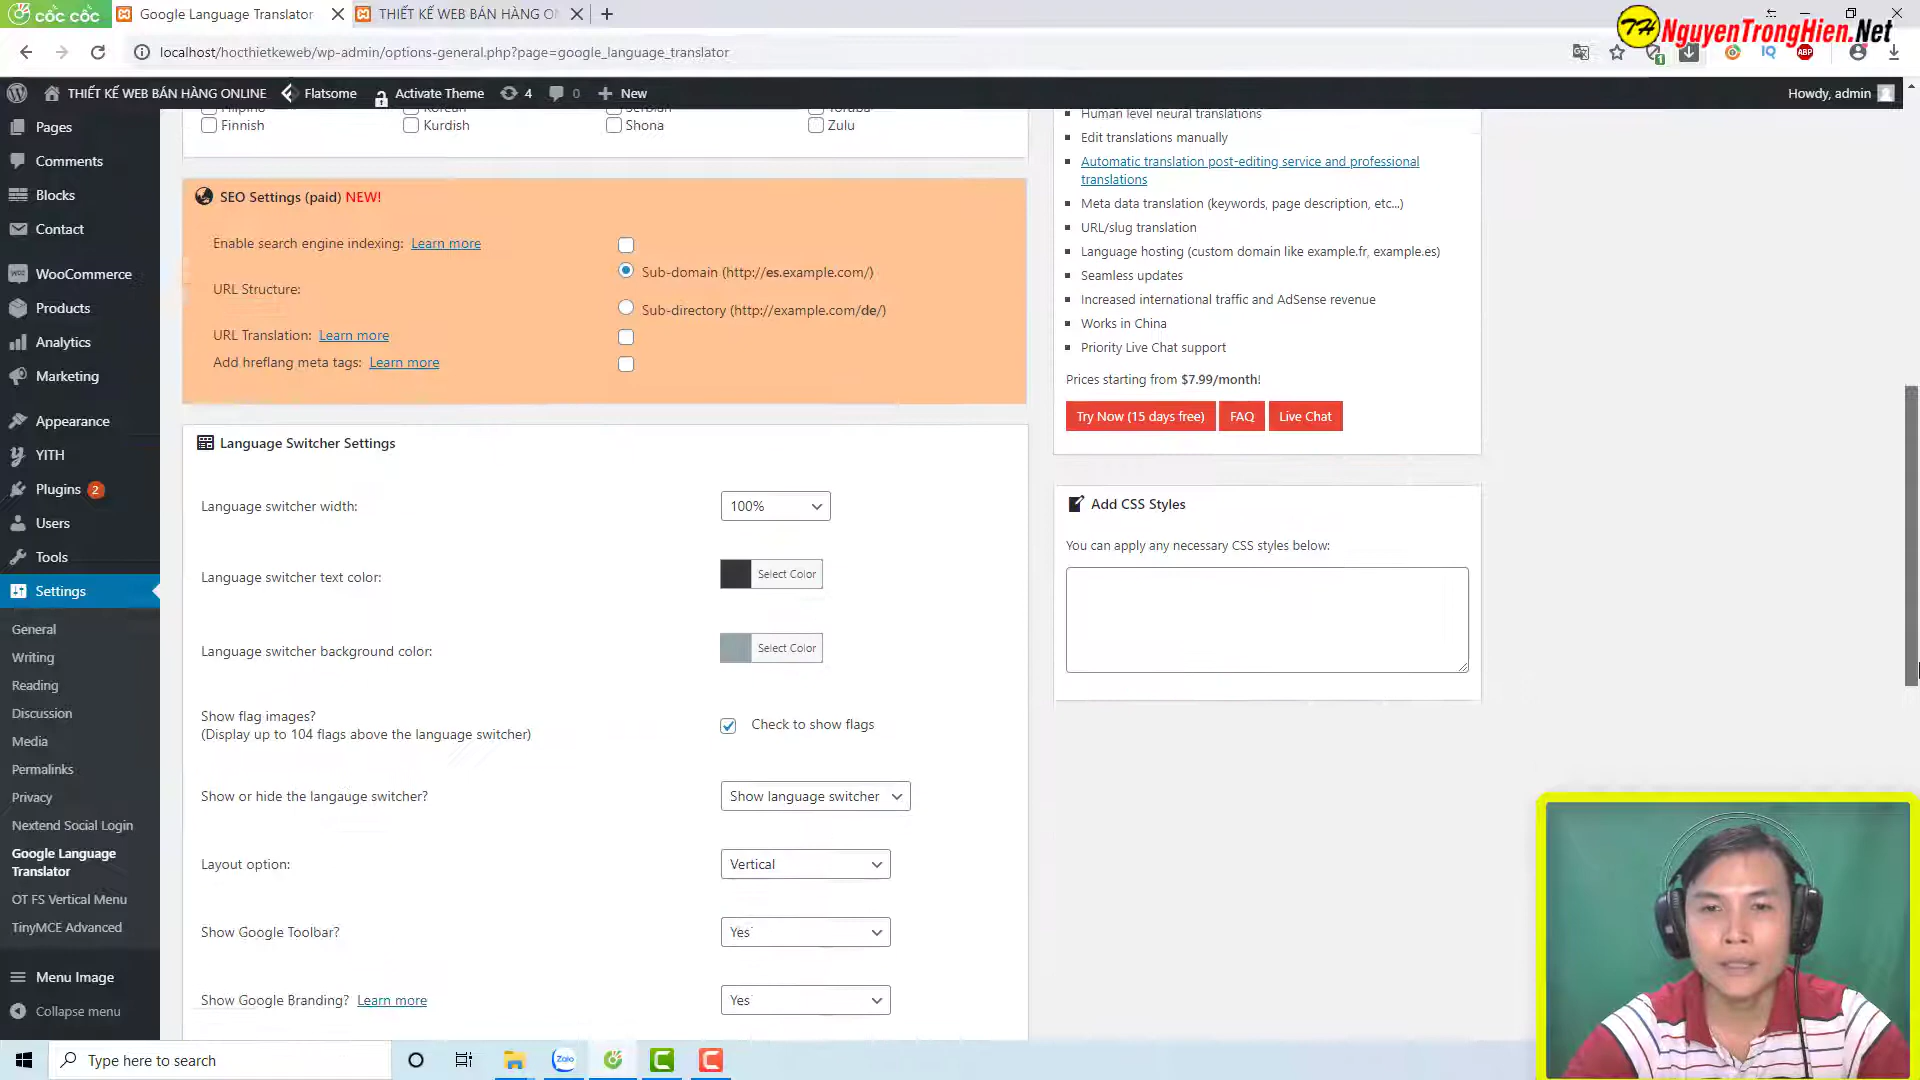 cốc cốc
Google Language Translator
THIẾT KẾ WEB BÁN HÀNG ON
TH NguyenTrongHien.Net
localhost/hocthietkeweb/wp-admin/options-general.php?page=google_language_translator
THIẾT KẾ WEB BÁN HÀNG ONLINE
Flatsome
Activate Theme
4
0
New
Howdy, admin
Pages
Comments
Blocks
Contact
WooCommerce
Products
Analytics
Marketing
Appearance
YITH
Plugins 2
Users
Tools
Settings
General
Writing
Reading
Discussion
Media
Permalinks
Privacy
Nextend Social Login
Google Language
Translator
OT FS Vertical Menu
TinyMCE Advanced
Menu Image
Collapse menu
Filipino Korean Serbian Yoruba
Finnish Kurdish Shona Zulu
SEO Settings (paid) NEW!
Enable search engine indexing: Learn more
URL Structure:
Sub-domain (http://es.example.com/)
Sub-directory (http://example.com/de/)
URL Translation: Learn more
Add hreflang meta tags: Learn more
Language Switcher Settings
Language switcher width:
100%
Language switcher text color:
Select Color
Language switcher background color:
Select Color
Show flag images?
(Display up to 104 flags above the language switcher)
Check to show flags
Show or hide the langauge switcher?
Show language switcher
Layout option:
Vertical
Show Google Toolbar?
Yes
Show Google Branding? Learn more
Yes
Human level neural translations
Edit translations manually
Automatic translation post-editing service and professional
translations
Meta data translation (keywords, page description, etc...)
URL/slug translation
Language hosting (custom domain like example.fr, example.es)
Seamless updates
Increased international traffic and AdSense revenue
Works in China
Priority Live Chat support
Prices starting from $7.99/month!
Try Now (15 days free)
FAQ
Live Chat
Add CSS Styles
You can apply any necessary CSS styles below:
Type here to search
Zalo